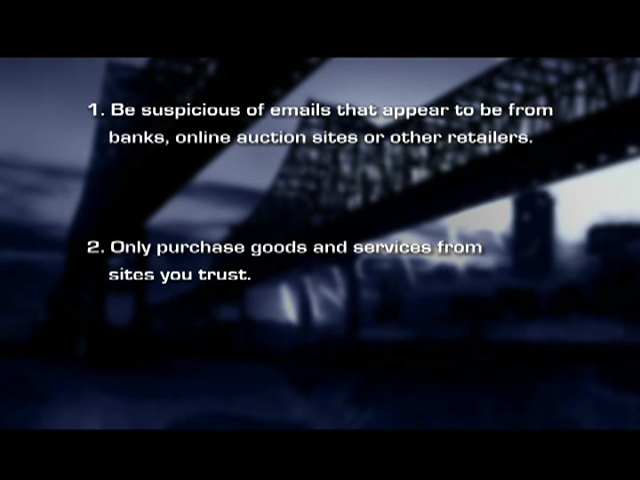 1. Be suspicious of emails that appear to be from
banks, online auction sites or other retailers.
2. Only purchase goods and services from
sites you trust.